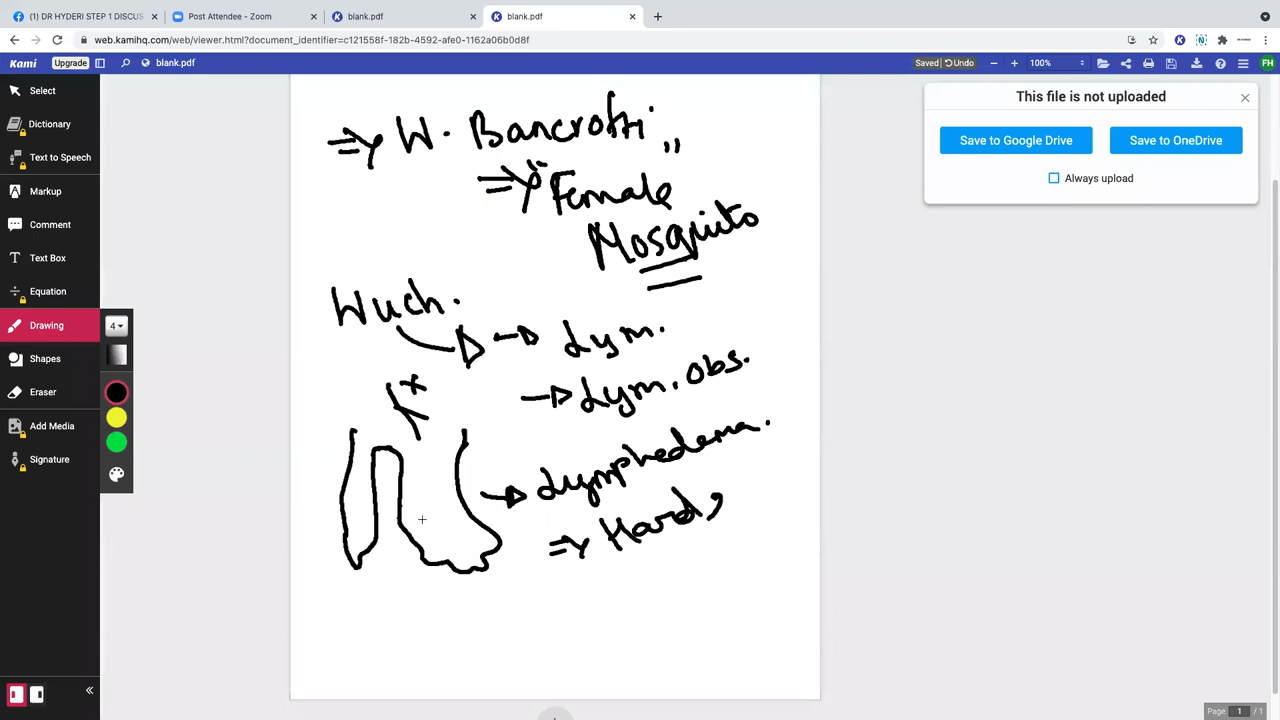 (1) DR HYDERI STEP 1 DISCUS
Post Attendee - Zoom
blank.pdf
blank.pdf
web.kamihq.com/web/viewer.html?document_identifier=c121558f-182b-4592-afe0-1162a06b0d8f
Kami
Upgrade
blank.pdf
Saved
Undo
100%
FH
Select
Dictionary
Text to Speech
Markup
Comment
Text Box
Equation
Drawing
Shapes
Eraser
Add Media
Signature
4
This file is not uploaded
Save to Google Drive
Save to OneDrive
Always upload
=> W. Bancrofti,,
=> "Female
Mosquito
Wuch.
→ Lym.
→ Lym. obs.
→ Lymphedema.
=> Hard,
Page 1 / 1